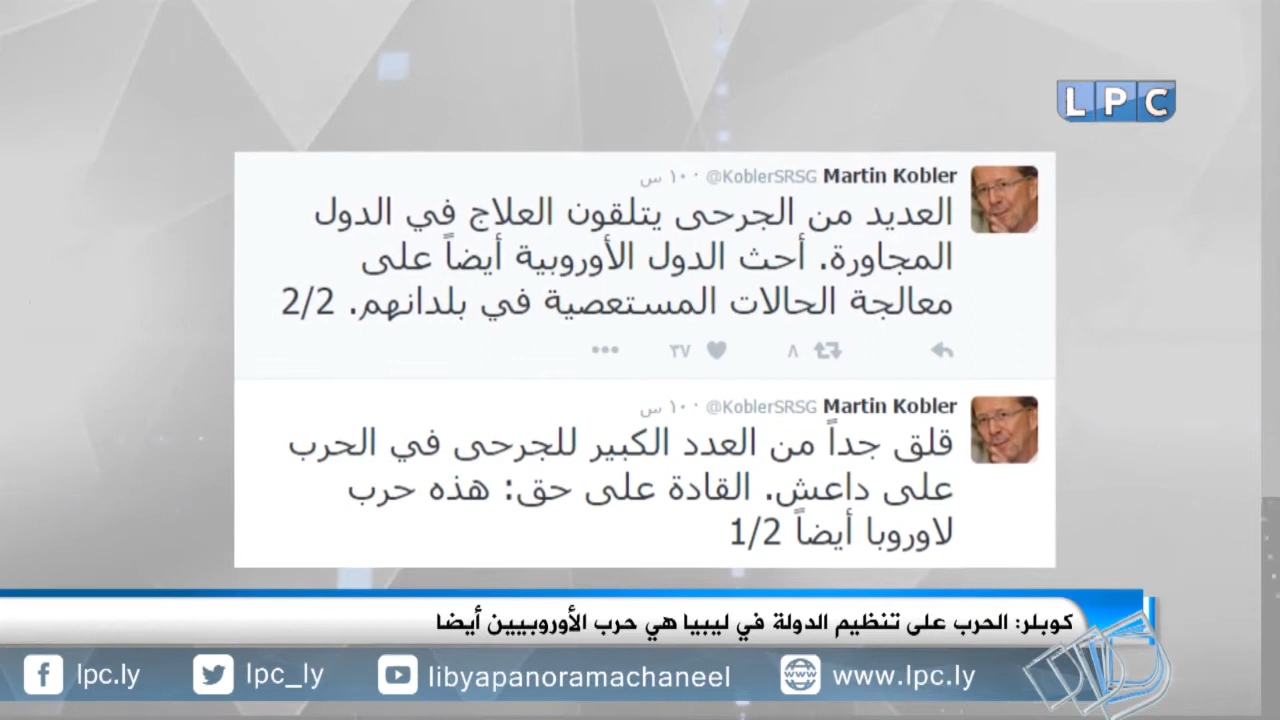 LPC
Martin Kobler @KoblerSRSG · ١٠ س
العديد من الجرحى يتلقون العلاج في الدول
المجاورة. أحث الدول الأوروبية أيضاً على
معالجة الحالات المستعصية في بلدانهم. 2/2
٨ ٣٧
Martin Kobler @KoblerSRSG · ١٠ س
قلق جداً من العدد الكبير للجرحى في الحرب
على داعش. القادة على حق: هذه حرب
لاوروبا أيضاً 1/2
كوبلر: الحرب على تنظيم الدولة في ليبيا هي حرب الأوروبيين أيضا
lpc.ly lpc_ly libyapanoramachaneel www.lpc.ly